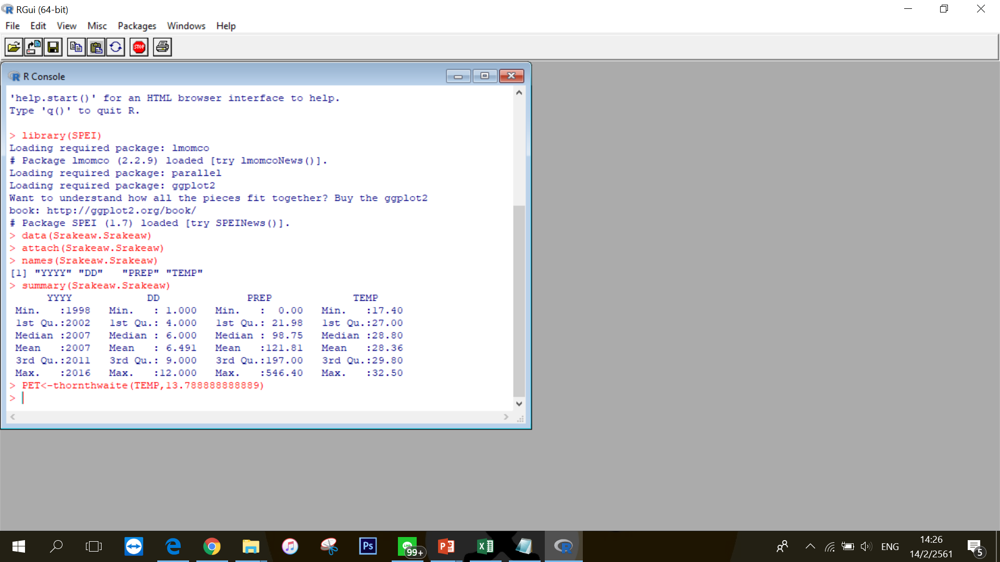 RGui (64-bit)
File Edit View Misc Packages Windows Help
STOP
R Console
'help.start()' for an HTML browser interface to help.
Type 'q()' to quit R.
> library(SPEI)
Loading required package: lmomco
# Package lmomco (2.2.9) loaded [try lmomcoNews()].
Loading required package: parallel
Loading required package: ggplot2
Want to understand how all the pieces fit together? Buy the ggplot2
book: http://ggplot2.org/book/
# Package SPEI (1.7) loaded [try SPEINews()].
> data(Srakeaw.Srakeaw)
> attach(Srakeaw.Srakeaw)
> names(Srakeaw.Srakeaw)
[1] "YYYY" "DD"   "PREP" "TEMP"
> summary(Srakeaw.Srakeaw)
      YYYY            DD              PREP             TEMP
 Min.   :1998   Min.   : 1.000   Min.   :  0.00   Min.   :17.40
 1st Qu.:2002   1st Qu.: 4.000   1st Qu.: 21.98   1st Qu.:27.00
 Median :2007   Median : 6.000   Median : 98.75   Median :28.80
 Mean   :2007   Mean   : 6.491   Mean   :121.81   Mean   :28.36
 3rd Qu.:2011   3rd Qu.: 9.000   3rd Qu.:197.00   3rd Qu.:29.80
 Max.   :2016   Max.   :12.000   Max.   :546.40   Max.   :32.50
> PET<-thornthwaite(TEMP,13.788888888889)
>
Ps
99+
ENG
14:26
14/2/2561
5